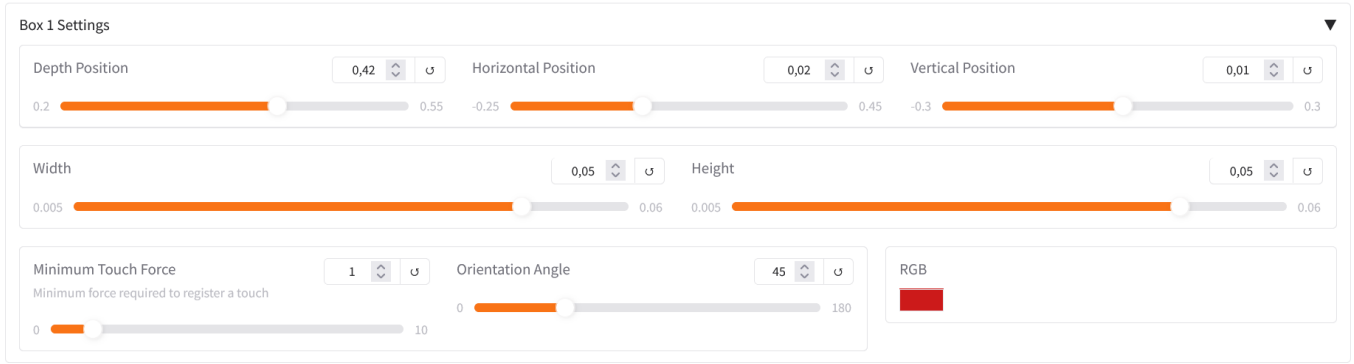 Box 1 Settings ▼
Depth Position 0,42 ↺ Horizontal Position 0,02 ↺ Vertical Position 0,01 ↺
0.2 0.55 -0.25 0.45 -0.3 0.3
Width 0,05 ↺ Height 0,05 ↺
0.005 0.06 0.005 0.06
Minimum Touch Force 1 ↺ Orientation Angle 45 ↺ RGB
Minimum force required to register a touch
0 180
0 10